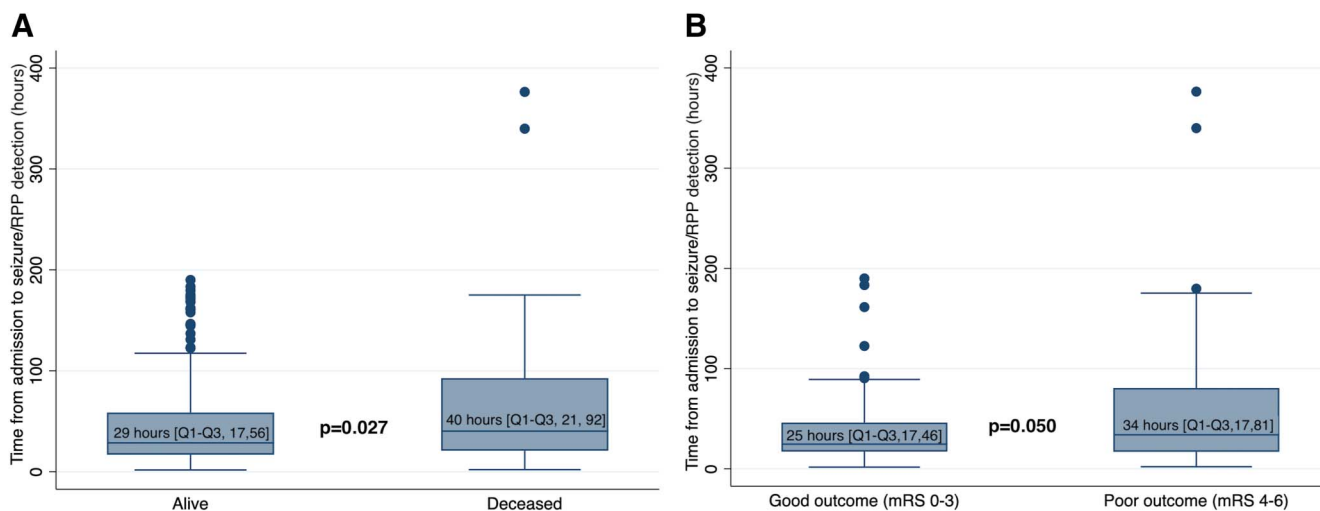 A
Time from admission to seizure/RPP detection (hours)
400
300
200
100
0
29 hours [Q1-Q3, 17,56]
p=0.027
40 hours [Q1-Q3, 21, 92]
Alive
Deceased
B
Time from admission to seizure/RPP detection (hours)
400
300
200
100
0
25 hours [Q1-Q3,17,46]
p=0.050
34 hours [Q1-Q3,17,81]
Good outcome (mRS 0-3)
Poor outcome (mRS 4-6)